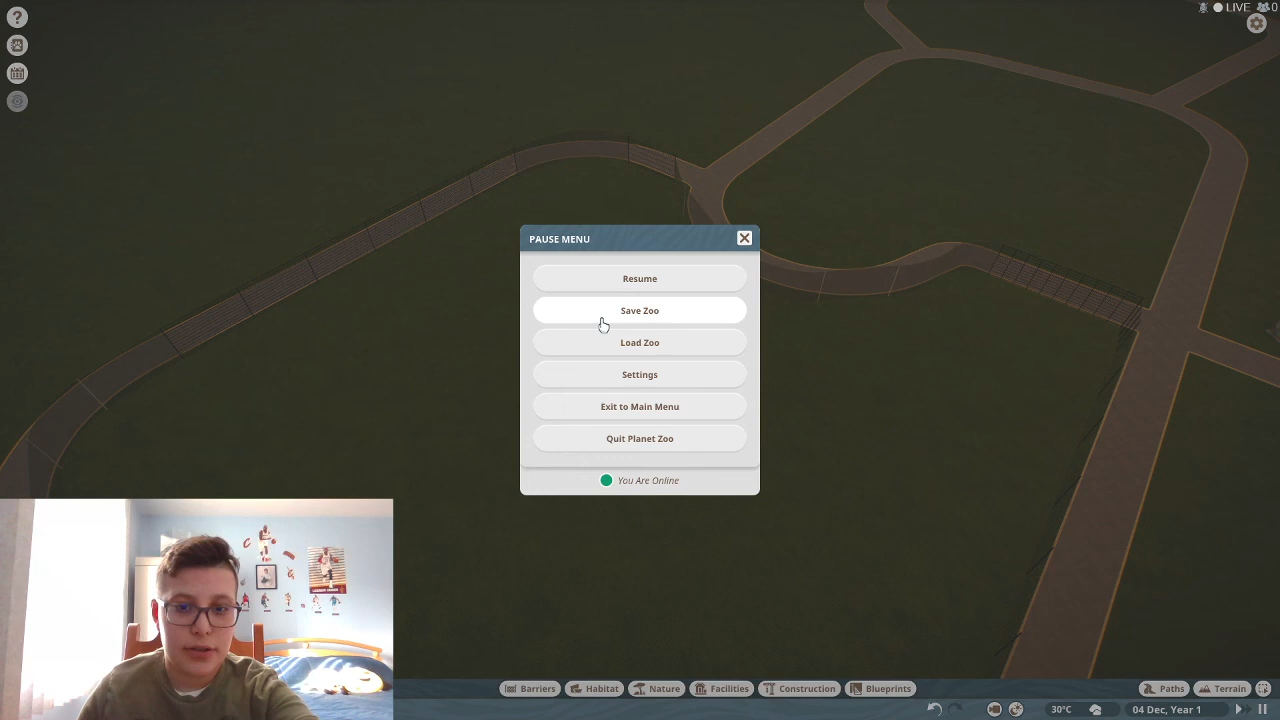 ?
LIVE 0
PAUSE MENU
Resume
Save Zoo
Load Zoo
Settings
Exit to Main Menu
Quit Planet Zoo
You Are Online
Barriers Habitat Nature Facilities Construction Blueprints Paths Terrain
30°C 04 Dec, Year 1